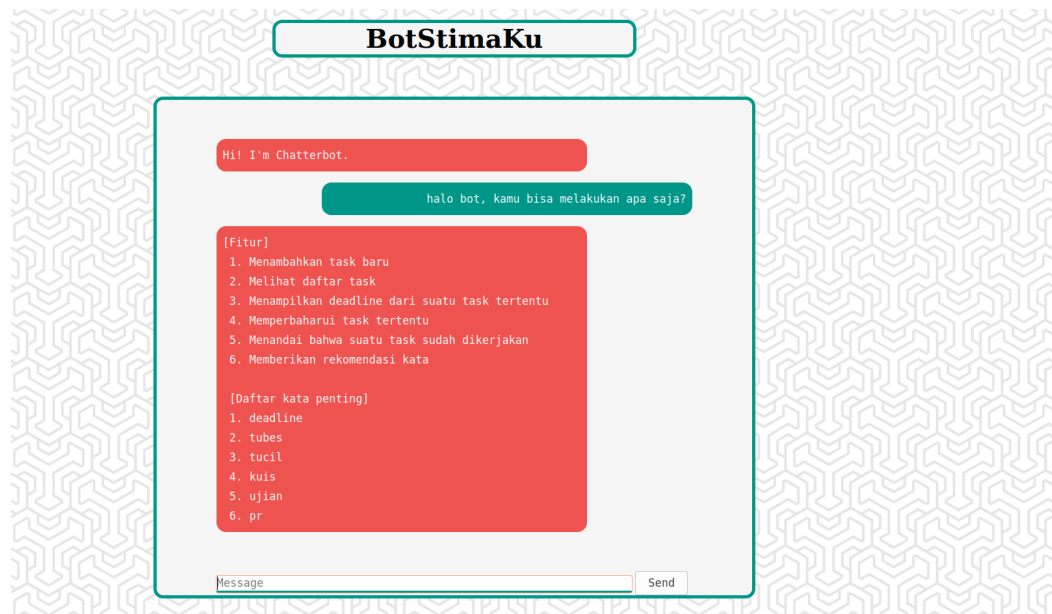 BotStimaKu
Hi! I'm Chatterbot.
halo bot, kamu bisa melakukan apa saja?
[Fitur]
1. Menambahkan task baru
2. Melihat daftar task
3. Menampilkan deadline dari suatu task tertentu
4. Memperbaharui task tertentu
5. Menandai bahwa suatu task sudah dikerjakan
6. Memberikan rekomendasi kata
[Daftar kata penting]
1. deadline
2. tubes
3. tucil
4. kuis
5. ujian
6. pr
Message
Send